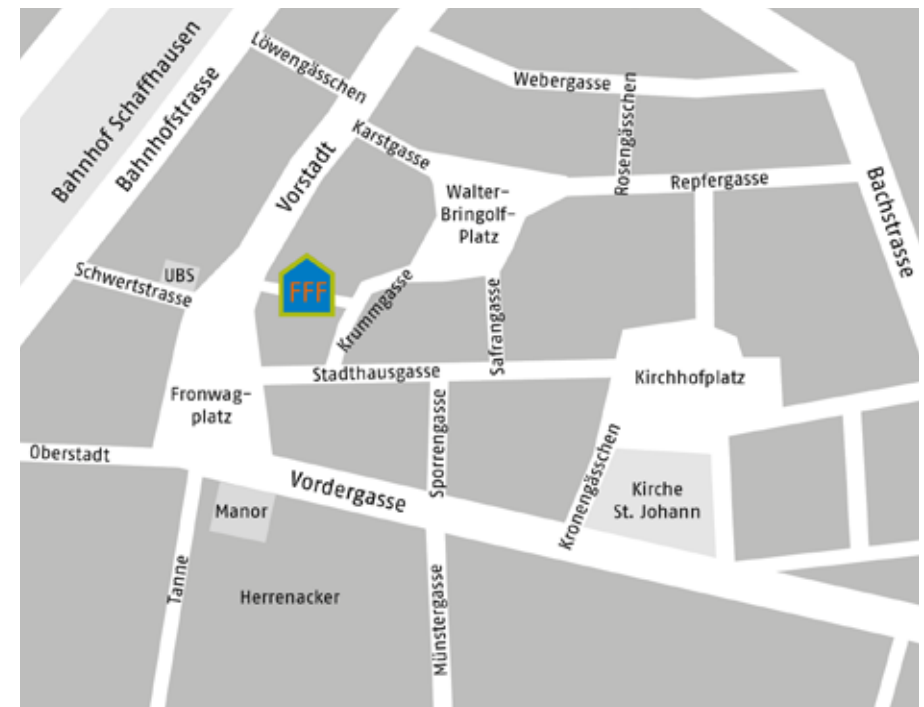 Bahnhof Schaffhausen
Bahnhofstrasse
Löwengässchen
Webergasse
Rosengässchen
Karstgasse
Vorstadt
Walter-
Bringolf-
Platz
Repfergasse
Bachstrasse
UBS
Schwertstrasse
FFF
Krummgasse
Safrangasse
Stadthausgasse
Kirchhofplatz
Fronwag-
platz
Sporrengasse
Oberstadt
Vordergasse
Kronengässchen
Kirche
St. Johann
Manor
Tanne
Herrenacker
Münstergasse